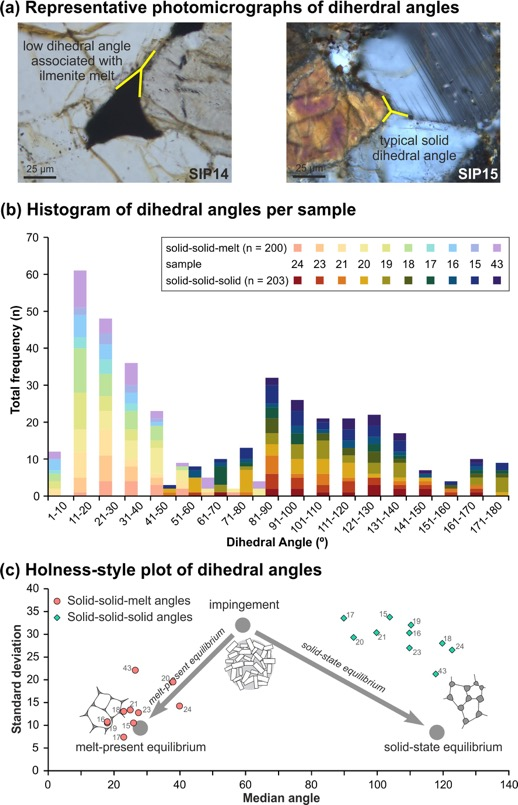 (a) Representative photomicrographs of diherdral angles
low dihedral angle
associated with
ilmenite melt
25 µm
SIP14
typical solid
dihedral angle
25 µm
SIP15
(b) Histogram of dihedral angles per sample
Total frequency (n)
70
60
50
40
30
20
10
0
solid-solid-melt (n = 200)
sample 24 23 21 20 19 18 17 16 15 43
solid-solid-solid (n = 203)
1-10 11-20 21-30 31-40 41-50 51-60 61-70 71-80 81-90 91-100 101-110 111-120 121-130 131-140 141-150 151-160 161-170 171-180
Dihedral Angle (º)
(c) Holness-style plot of dihedral angles
Standard deviation
40
35
30
25
20
15
10
5
0
Solid-solid-melt angles
Solid-solid-solid angles
impingement
melt-present equilibrium
solid-state equilibrium
17 15 19
20 21 16
23 18 24
43
43 20
24
18 21 23
16 19 15
17
melt-present equilibrium
solid-state equilibrium
0 20 40 60 80 100 120 140
Median angle